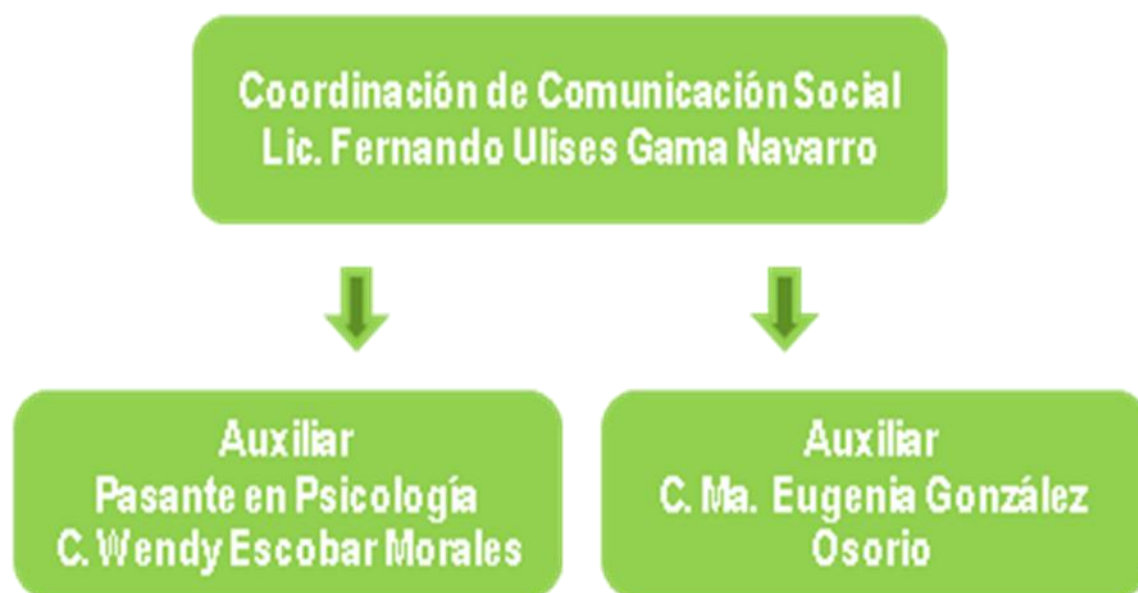 Coordinación de Comunicación Social
Lic. Fernando Ulises Gama Navarro
Auxiliar
Pasante en Psicología
C. Wendy Escobar Morales
Auxiliar
C. Ma. Eugenia González
Osorio